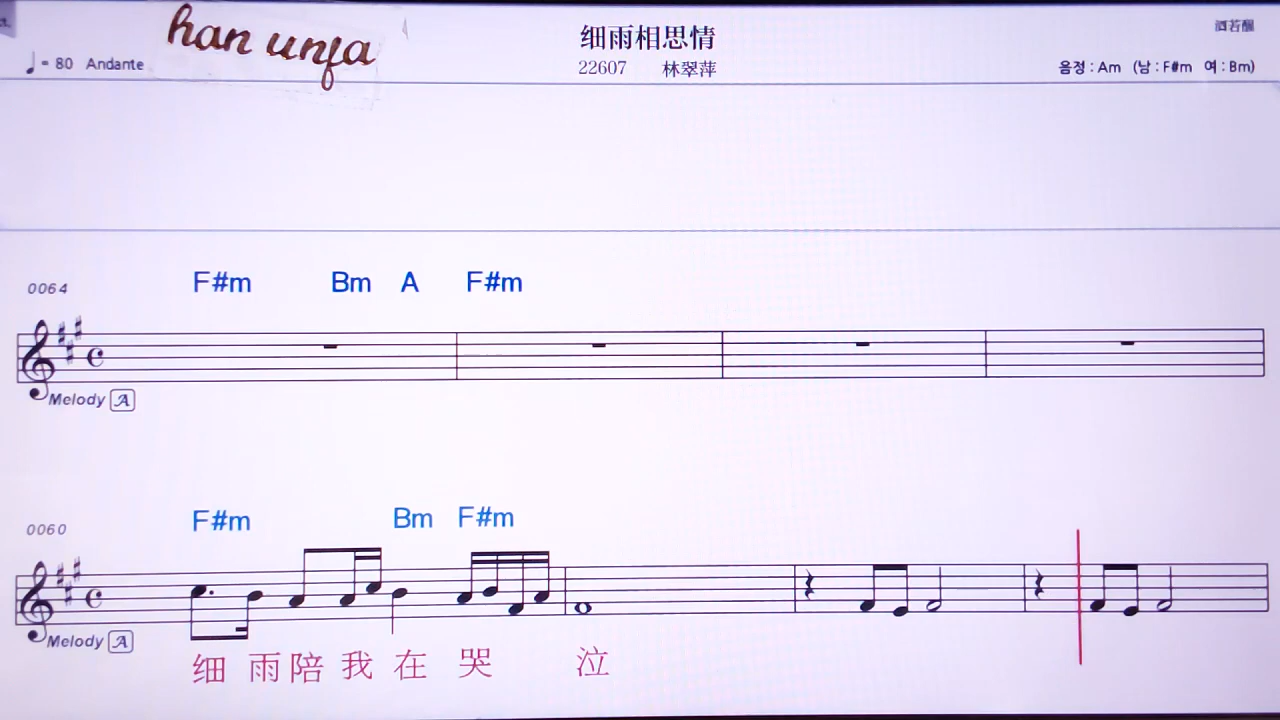 han unfa
细雨相思情
♩= 80 Andante
22607 林翠萍
음정 : Am (남 : F#m 여 : Bm)
0064
F#m Bm A F#m
Melody A
0060
F#m Bm F#m
Melody A
细 雨 陪 我 在 哭 泣